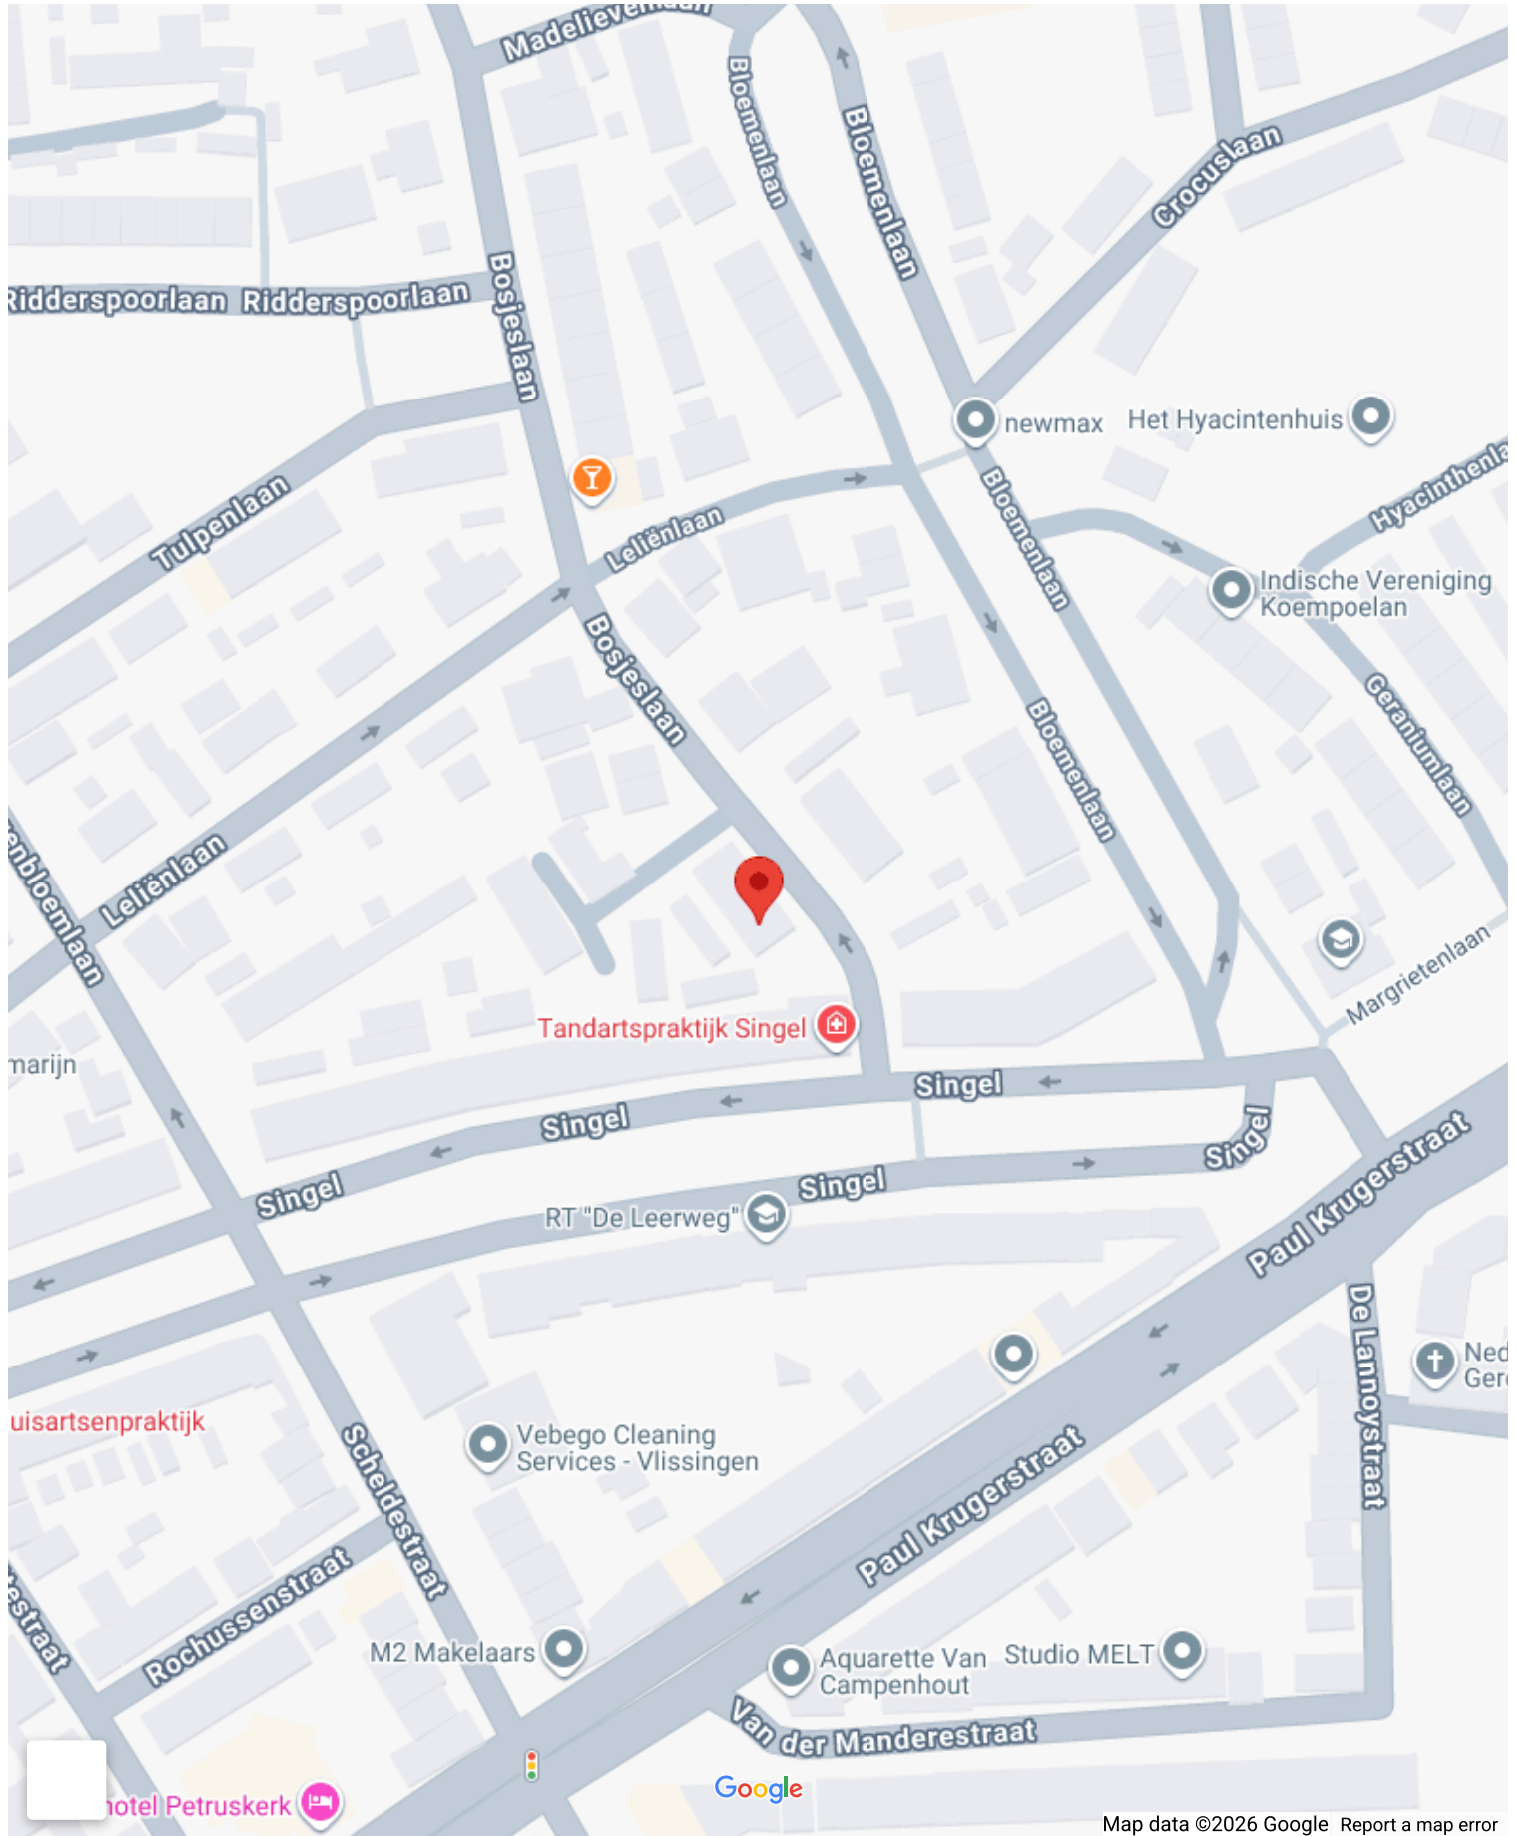 Madelievenlaan
Bloemenlaan
Bloemenlaan
Crocuslaan
Ridderspoorlaan
Ridderspoorlaan
Bosjeslaan
newmax
Het Hyacintenhuis
Tulpenlaan
Leliënlaan
Bloemenlaan
Hyacinthenla
Indische Vereniging
Koempoelan
Bosjeslaan
Bloemenlaan
Geraniumlaan
enbloemlaan
Leliënlaan
Margrietenlaan
Tandartspraktijk Singel
marijn
Singel
Singel
Singel
Singel
Singel
RT "De Leerweg"
Paul Krugerstraat
De Lannoystraat
Ned
Gere
uisartsenpraktijk
Vebego Cleaning
Services - Vlissingen
Scheldestraat
Paul Krugerstraat
Rochussenstraat
estraat
M2 Makelaars
Aquarette Van
Campenhout
Studio MELT
Van der Manderestraat
hotel Petruskerk
Google
Map data ©2026 Google
Report a map error